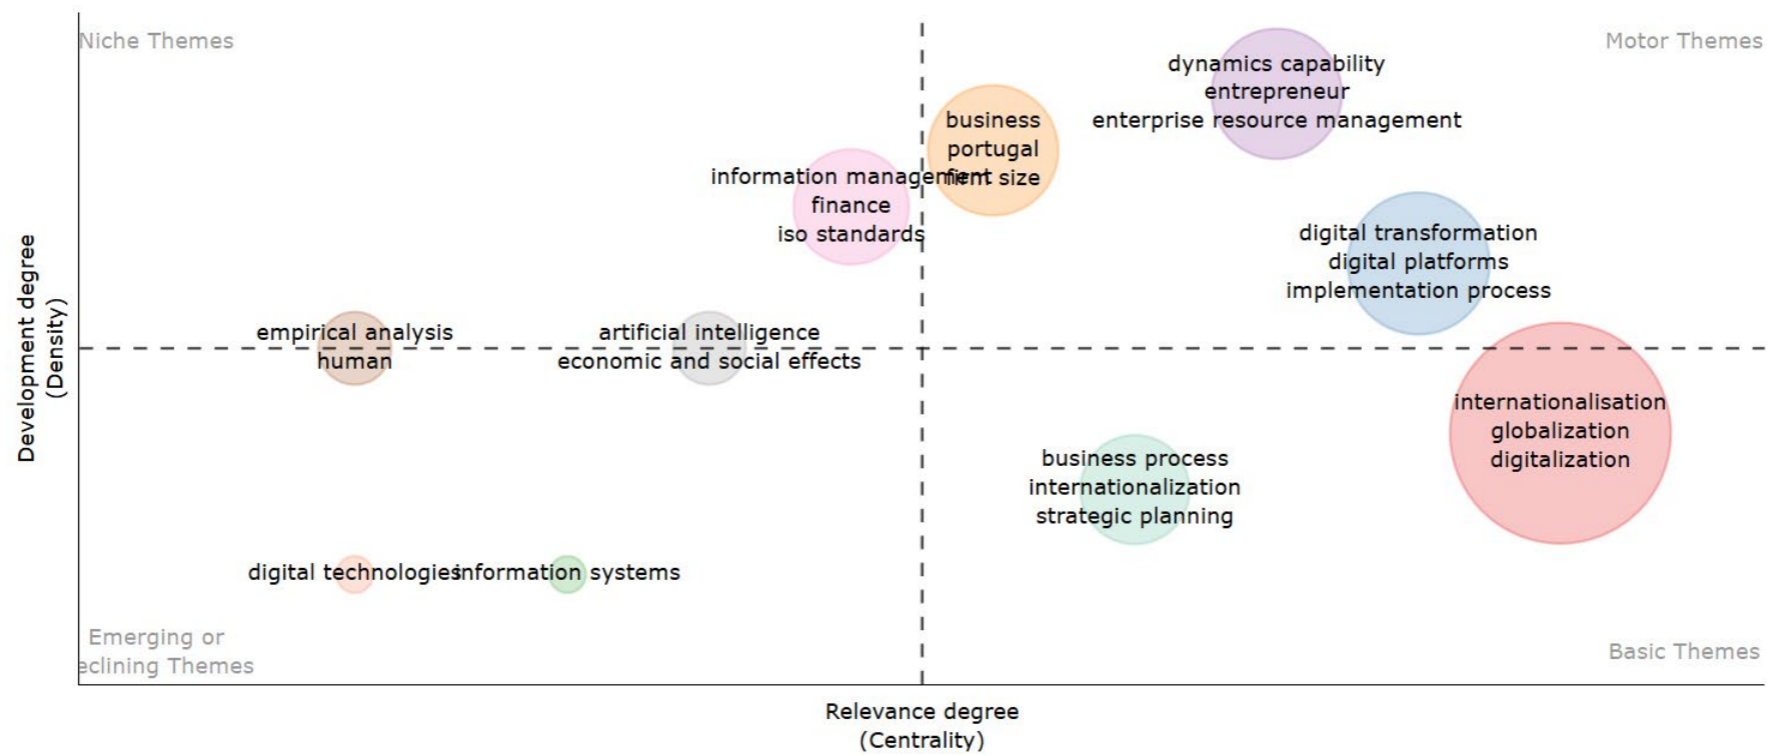 Niche Themes
Motor Themes
dynamics capability
entrepreneur
enterprise resource management
business
portugal
firm size
information management
finance
iso standards
digital transformation
digital platforms
implementation process
empirical analysis
human
artificial intelligence
economic and social effects
internationalisation
globalization
digitalization
business process
internationalization
strategic planning
digital technologies
information systems
Emerging or
eclining Themes
Basic Themes
Development degree
(Density)
Relevance degree
(Centrality)